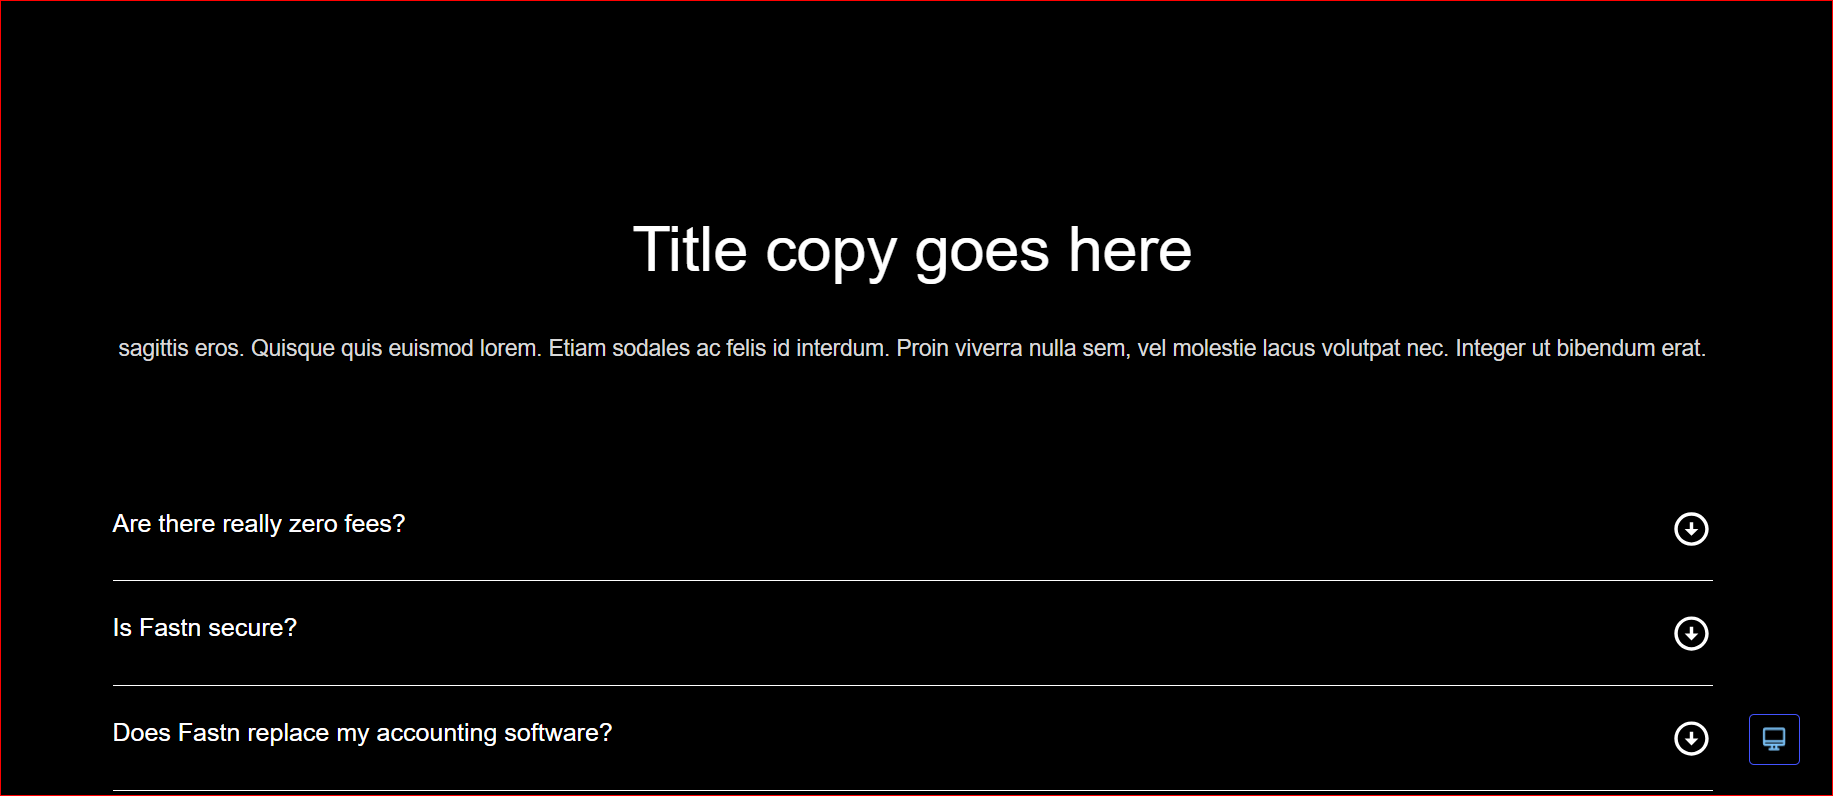 Title copy goes here
sagittis eros. Quisque quis euismod lorem. Etiam sodales ac felis id interdum. Proin viverra nulla sem, vel molestie lacus volutpat nec. Integer ut bibendum erat.
Are there really zero fees?
Is Fastn secure?
Does Fastn replace my accounting software?